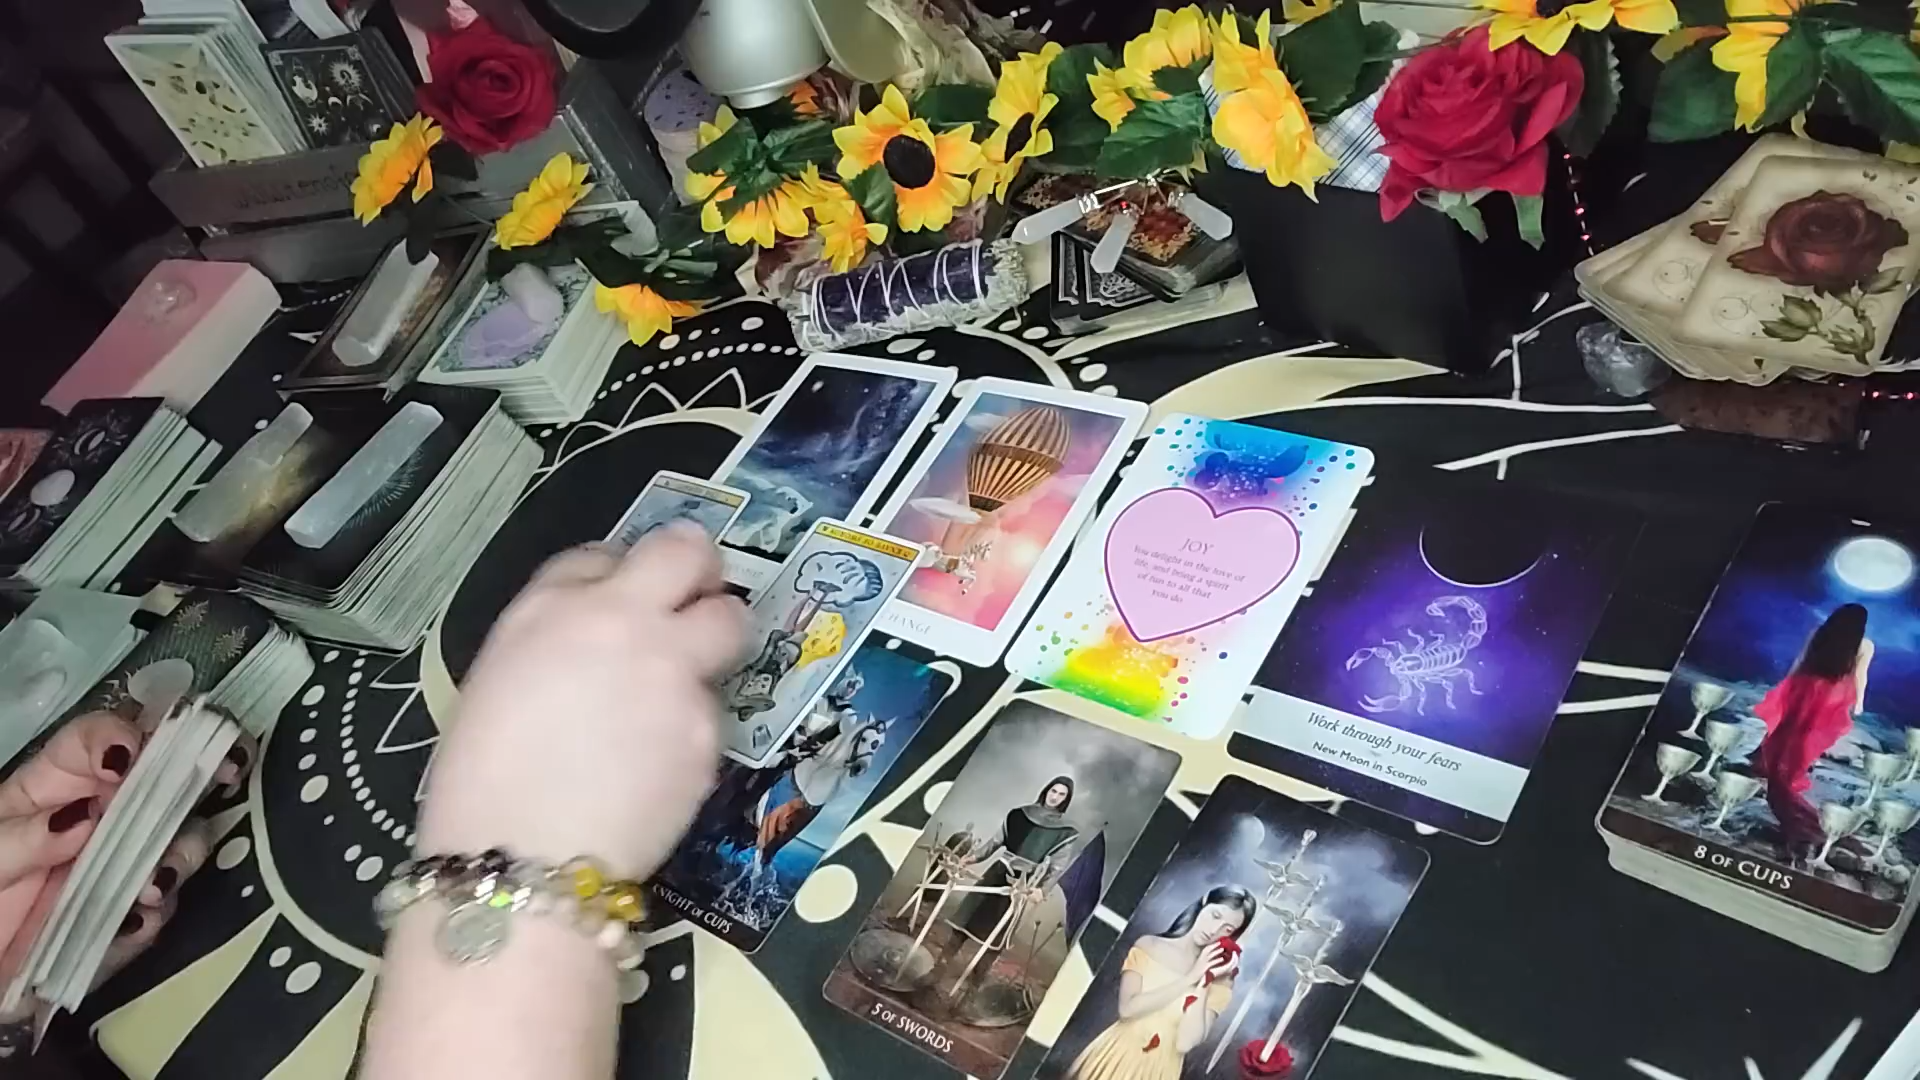 CHANGE
JOY
You delight in the love of
life, and bring a spirit
of fun to all that
you do.
Work through your fears
New Moon in Scorpio
8 OF CUPS
KNIGHT OF CUPS
5 OF SWORDS